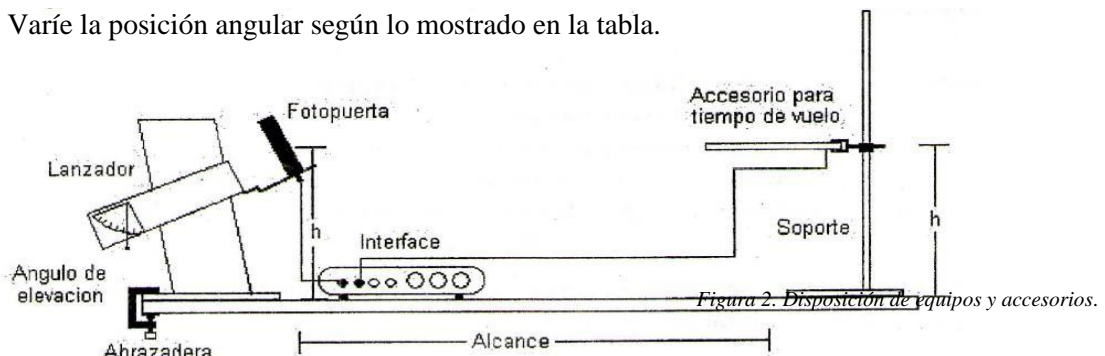 Varíe la posición angular según lo mostrado en la tabla.
Fotopuerta
Accesorio para
tiempo de vuelo
Lanzador
h
Interface
Soporte
h
Angulo de
elevacion
Figura 2. Disposición de equipos y accesorios.
Alcance
Abrazadera